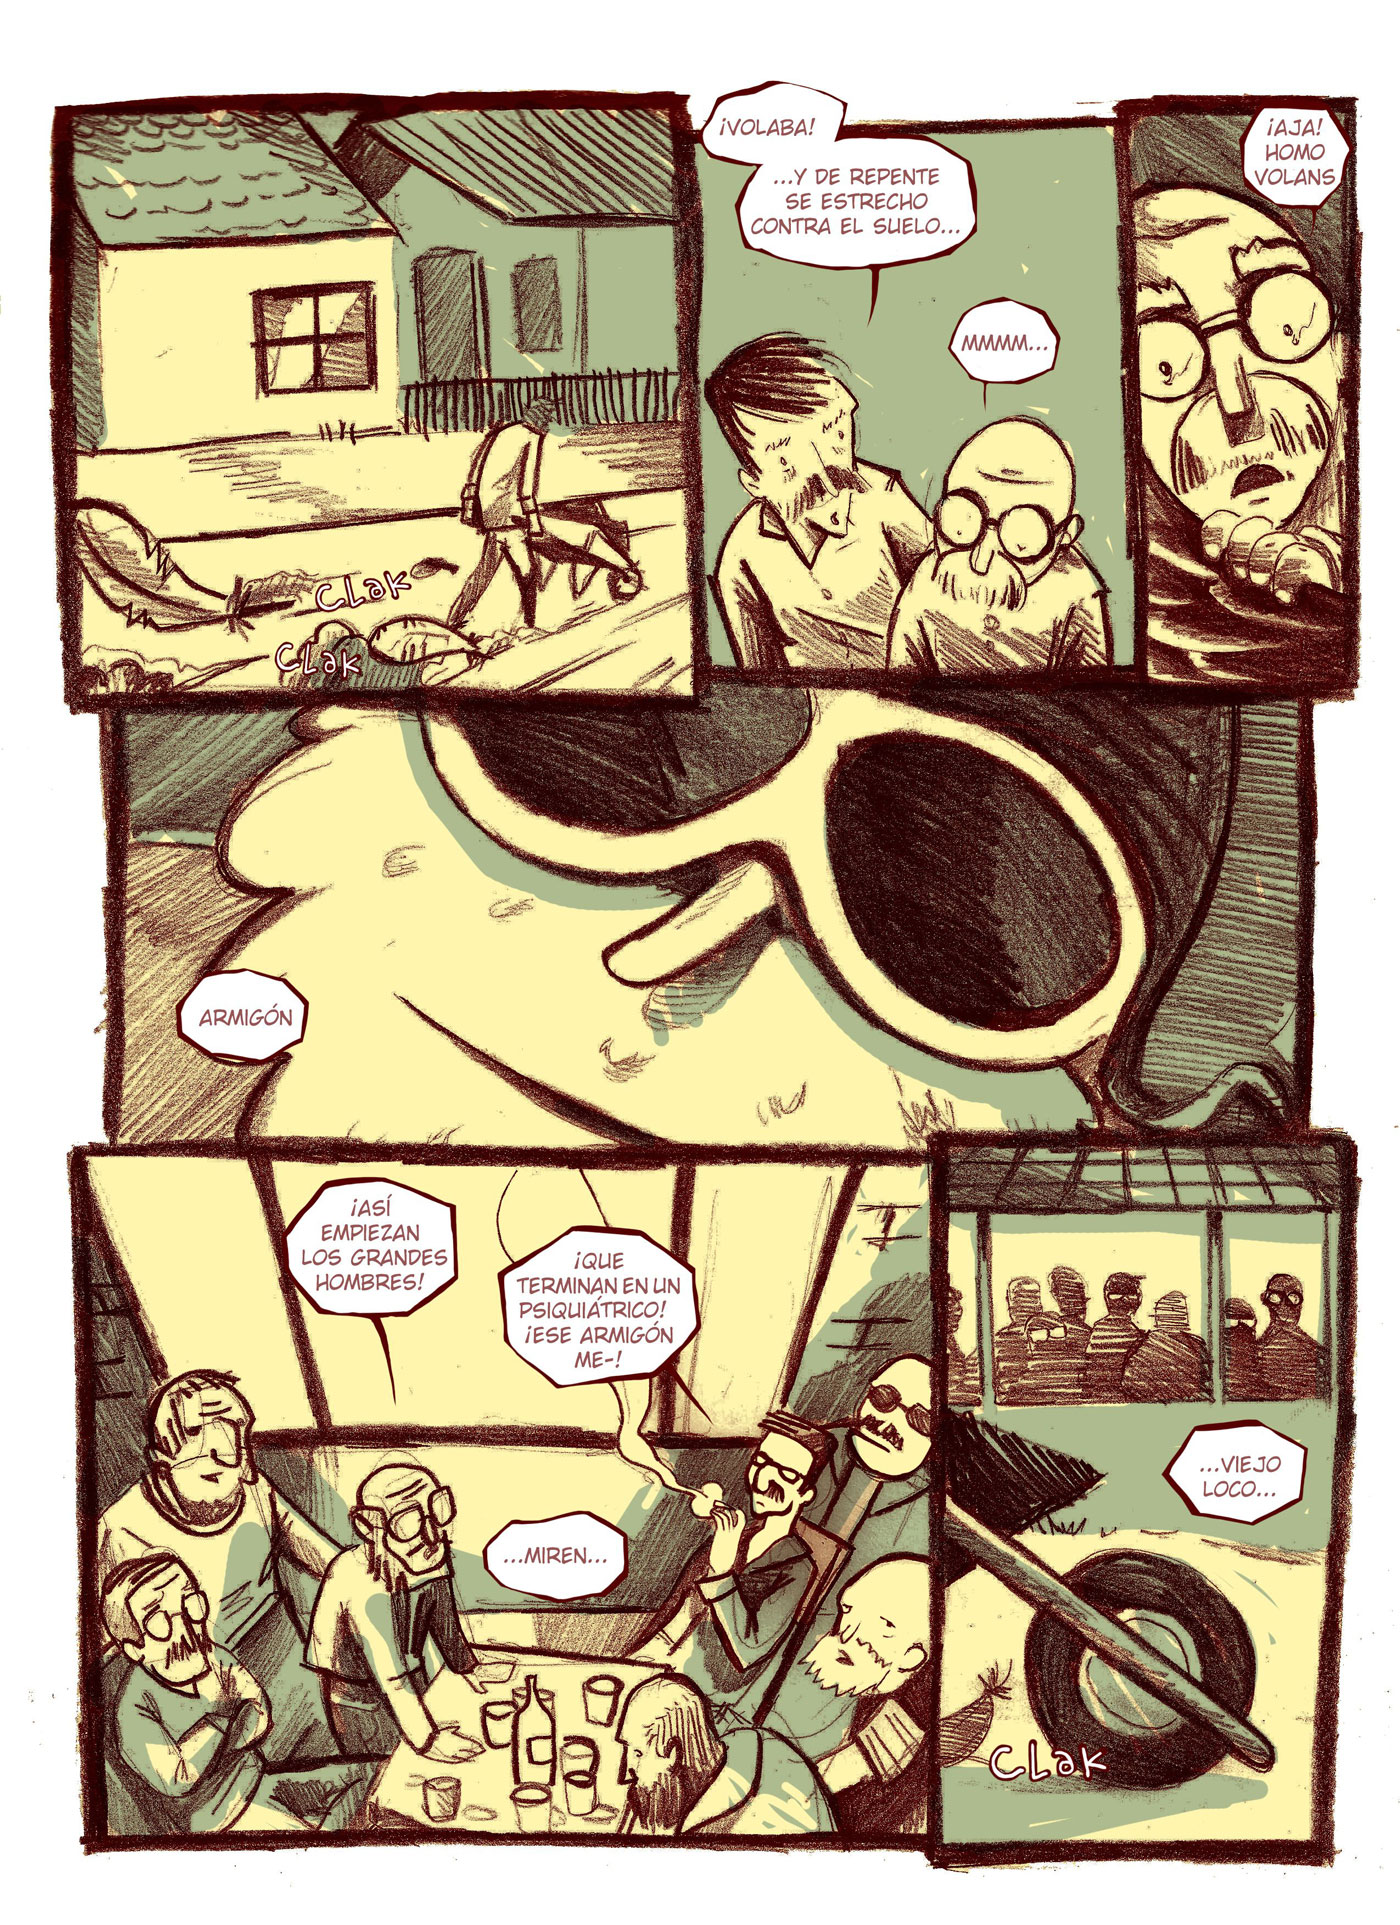 CLaK
CLaK
¡VOLABA!
...Y DE REPENTE
SE ESTRECHO
CONTRA EL SUELO...
MMMM...
¡AJA!
HOMO
VOLANS
ARMIGÓN
¡ASÍ
EMPIEZAN
LOS GRANDES
HOMBRES!
¡QUE
TERMINAN EN UN
PSIQUIÁTRICO!
¡ESE ARMIGÓN
ME-!
...MIREN...
...VIEJO
LOCO...
CLaK